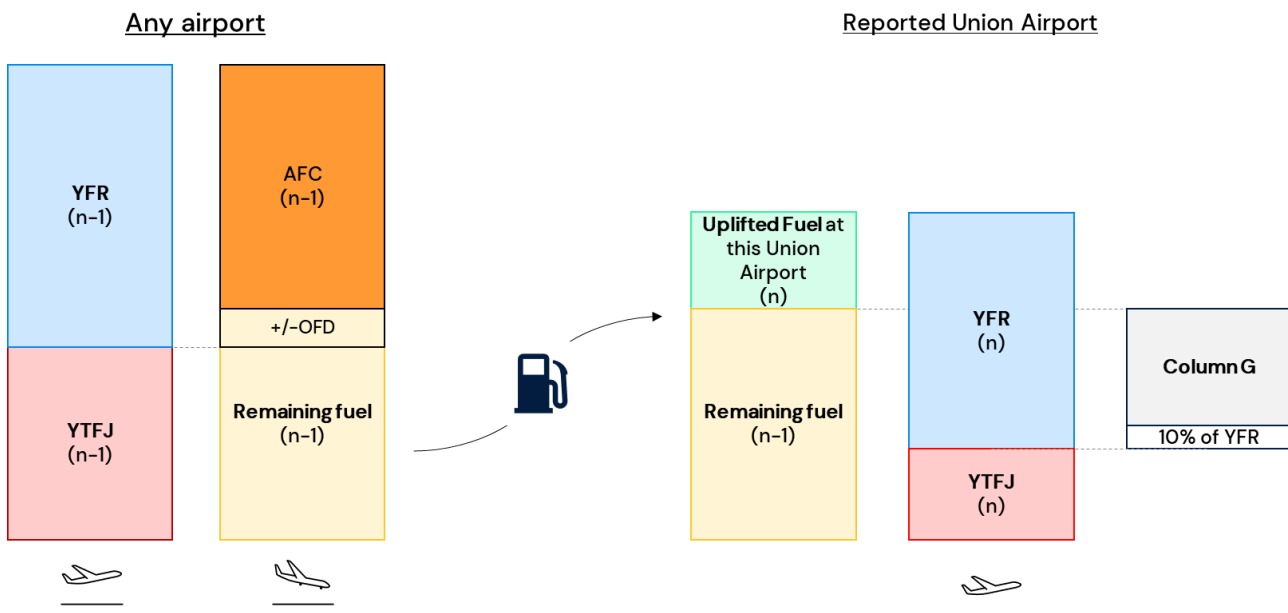 Any airport
Reported Union Airport
YFR
(n-1)
AFC
(n-1)
+/-OFD
YTFJ
(n-1)
Remaining fuel
(n-1)
Uplifted Fuel at
this Union
Airport
(n)
Remaining fuel
(n-1)
YFR
(n)
YTFJ
(n)
Column G
10% of YFR